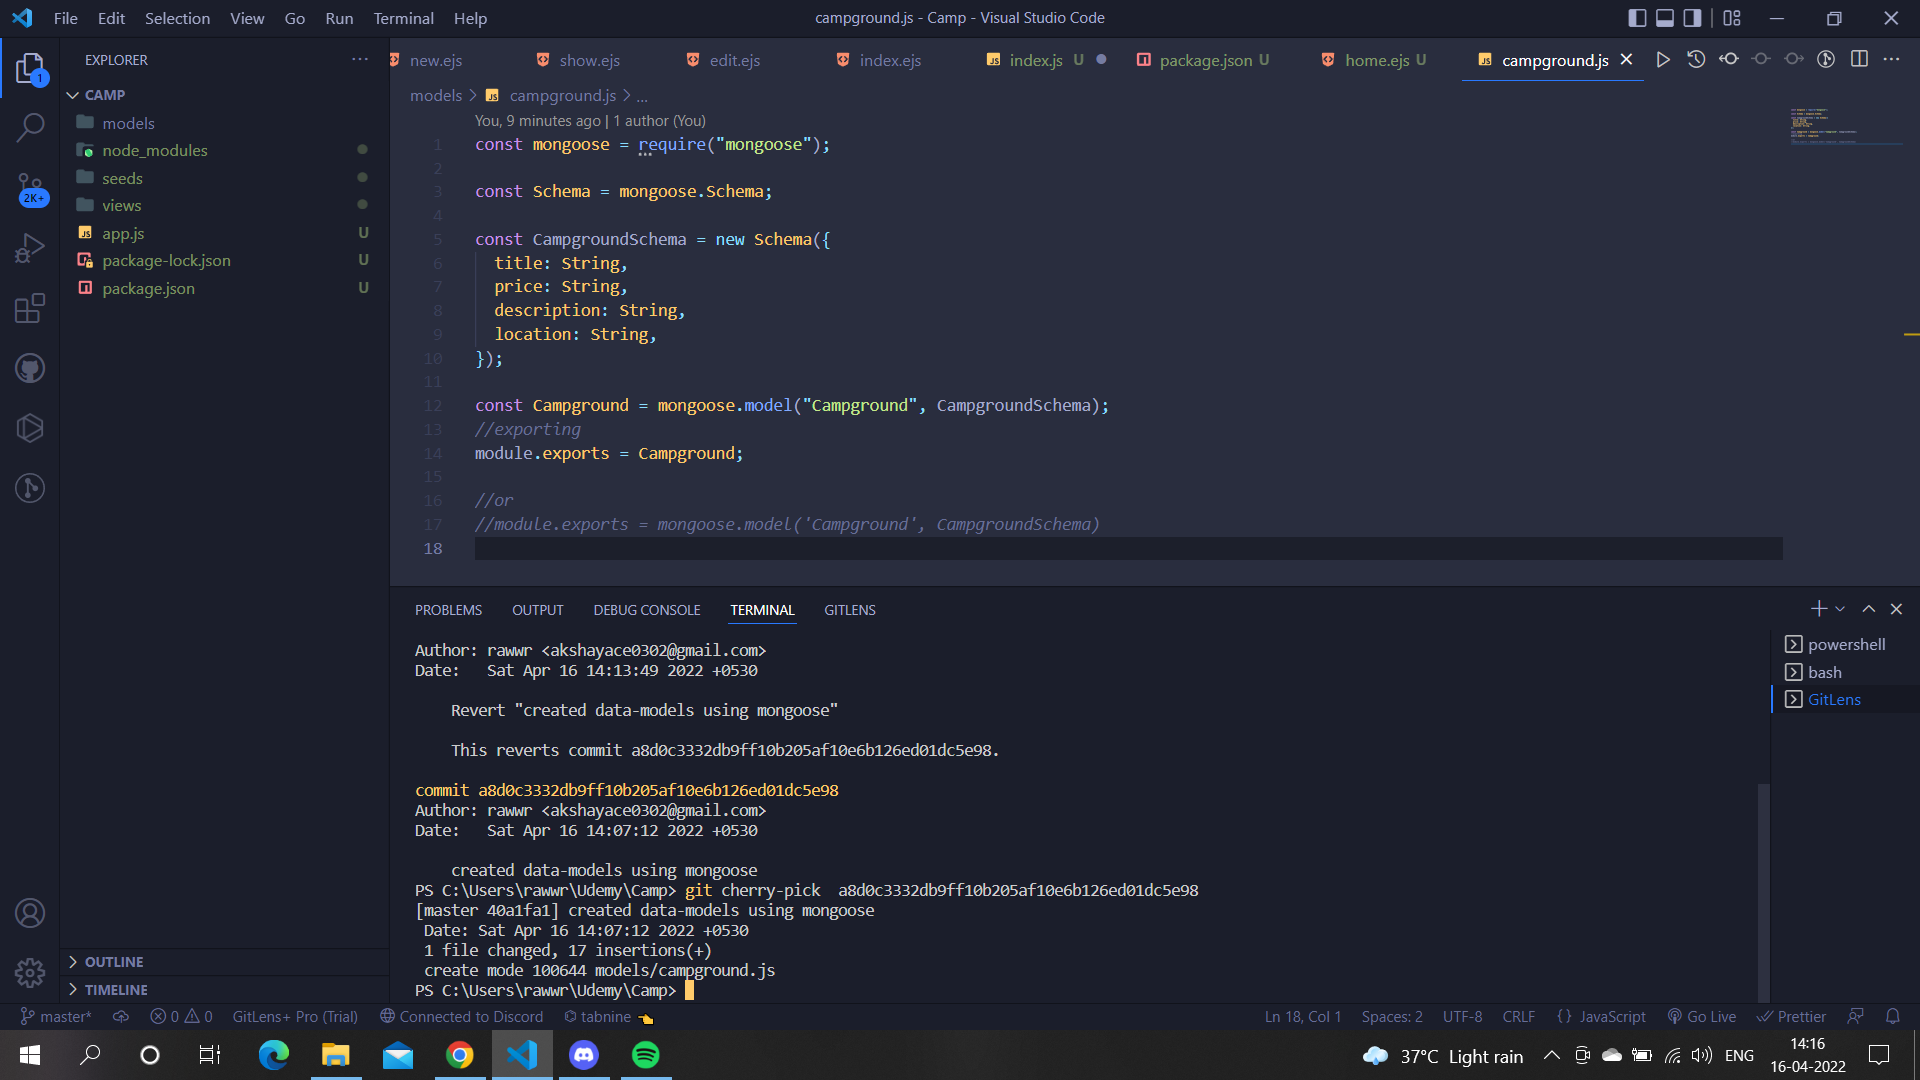 File Edit Selection View Go Run Terminal Help campground.js - Camp - Visual Studio Code
EXPLORER
new.ejs show.ejs edit.ejs index.ejs index.js U package.json U home.ejs U campground.js
CAMP
models
node_modules
seeds
views
app.js U
package-lock.json U
package.json U
1
2K+
models > campground.js > ...
You, 9 minutes ago | 1 author (You)
1 const mongoose = require("mongoose");
2
3 const Schema = mongoose.Schema;
4
5 const CampgroundSchema = new Schema({
6 title: String,
7 price: String,
8 description: String,
9 location: String,
10 });
11
12 const Campground = mongoose.model("Campground", CampgroundSchema);
13 //exporting
14 module.exports = Campground;
15
16 //or
17 //module.exports = mongoose.model('Campground', CampgroundSchema)
18
PROBLEMS OUTPUT DEBUG CONSOLE TERMINAL GITLENS
Author: rawwr <akshayace0302@gmail.com>
Date: Sat Apr 16 14:13:49 2022 +0530
Revert "created data-models using mongoose"
This reverts commit a8d0c3332db9ff10b205af10e6b126ed01dc5e98.
commit a8d0c3332db9ff10b205af10e6b126ed01dc5e98
Author: rawwr <akshayace0302@gmail.com>
Date: Sat Apr 16 14:07:12 2022 +0530
created data-models using mongoose
PS C:\Users\rawwr\Udemy\Camp> git cherry-pick a8d0c3332db9ff10b205af10e6b126ed01dc5e98
[master 40a1fa1] created data-models using mongoose
Date: Sat Apr 16 14:07:12 2022 +0530
1 file changed, 17 insertions(+)
create mode 100644 models/campground.js
PS C:\Users\rawwr\Udemy\Camp>
powershell
bash
GitLens
OUTLINE
TIMELINE
master* 0 0 GitLens+ Pro (Trial) Connected to Discord tabnine Ln 18, Col 1 Spaces: 2 UTF-8 CRLF {} JavaScript Go Live Prettier
37°C Light rain ENG 14:16
16-04-2022